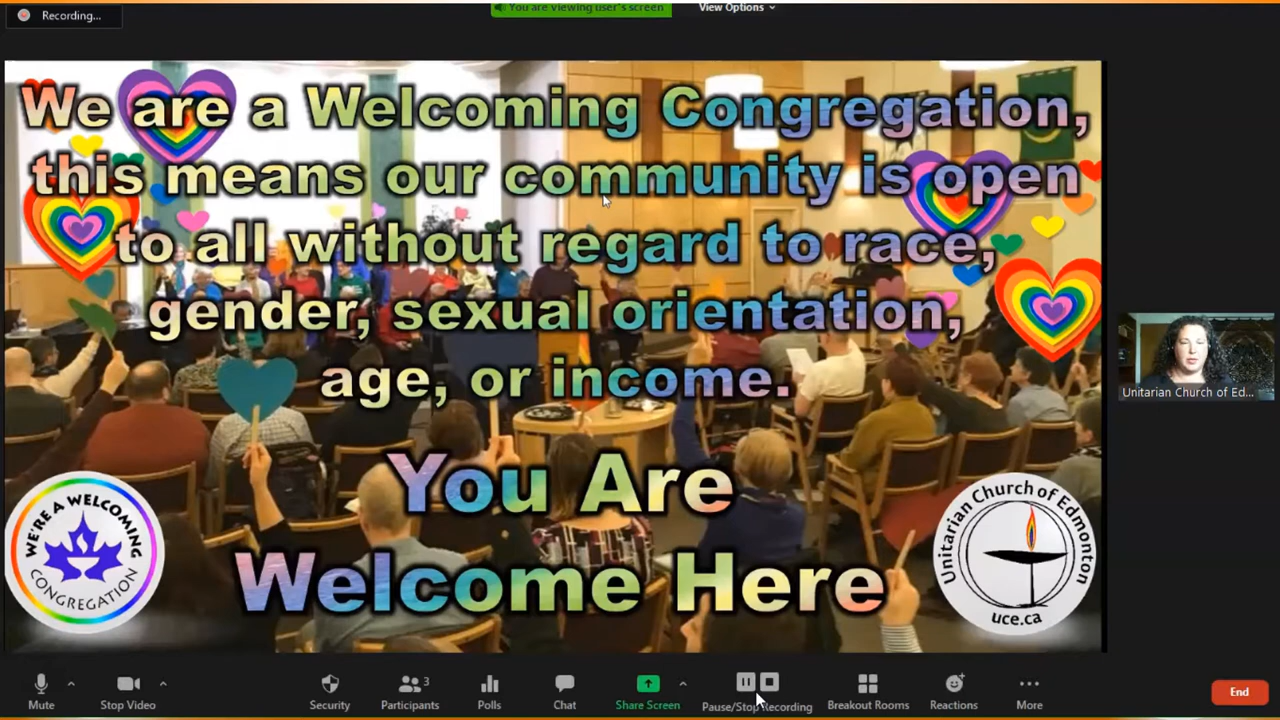 Recording...
You are viewing user's screen
View Options
We are a Welcoming Congregation,
this means our community is open
to all without regard to race,
gender, sexual orientation,
age, or income.
You Are
Welcome Here
WE'RE A WELCOMING
CONGREGATION
Unitarian Church of Edmonton
uce.ca
Unitarian Church of Ed...
Mute
Stop Video
Security
Participants
3
Polls
Chat
Share Screen
Pause/Stop Recording
Breakout Rooms
Reactions
More
End